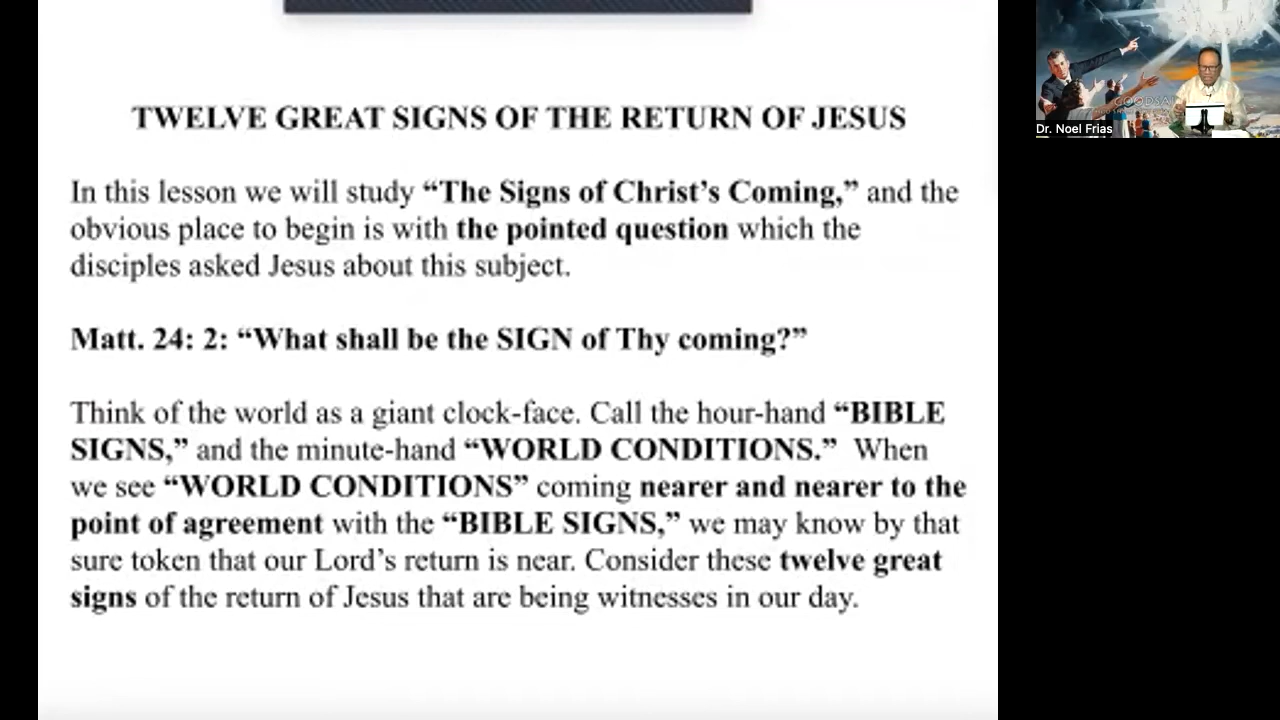 TWELVE GREAT SIGNS OF THE RETURN OF JESUS
In this lesson we will study “The Signs of Christ’s Coming,” and the
obvious place to begin is with the pointed question which the
disciples asked Jesus about this subject.
Matt. 24: 2: “What shall be the SIGN of Thy coming?”
Think of the world as a giant clock-face. Call the hour-hand “BIBLE
SIGNS,” and the minute-hand “WORLD CONDITIONS.” When
we see “WORLD CONDITIONS” coming nearer and nearer to the
point of agreement with the “BIBLE SIGNS,” we may know by that
sure token that our Lord’s return is near. Consider these twelve great
signs of the return of Jesus that are being witnesses in our day.
Dr. Noel Frias